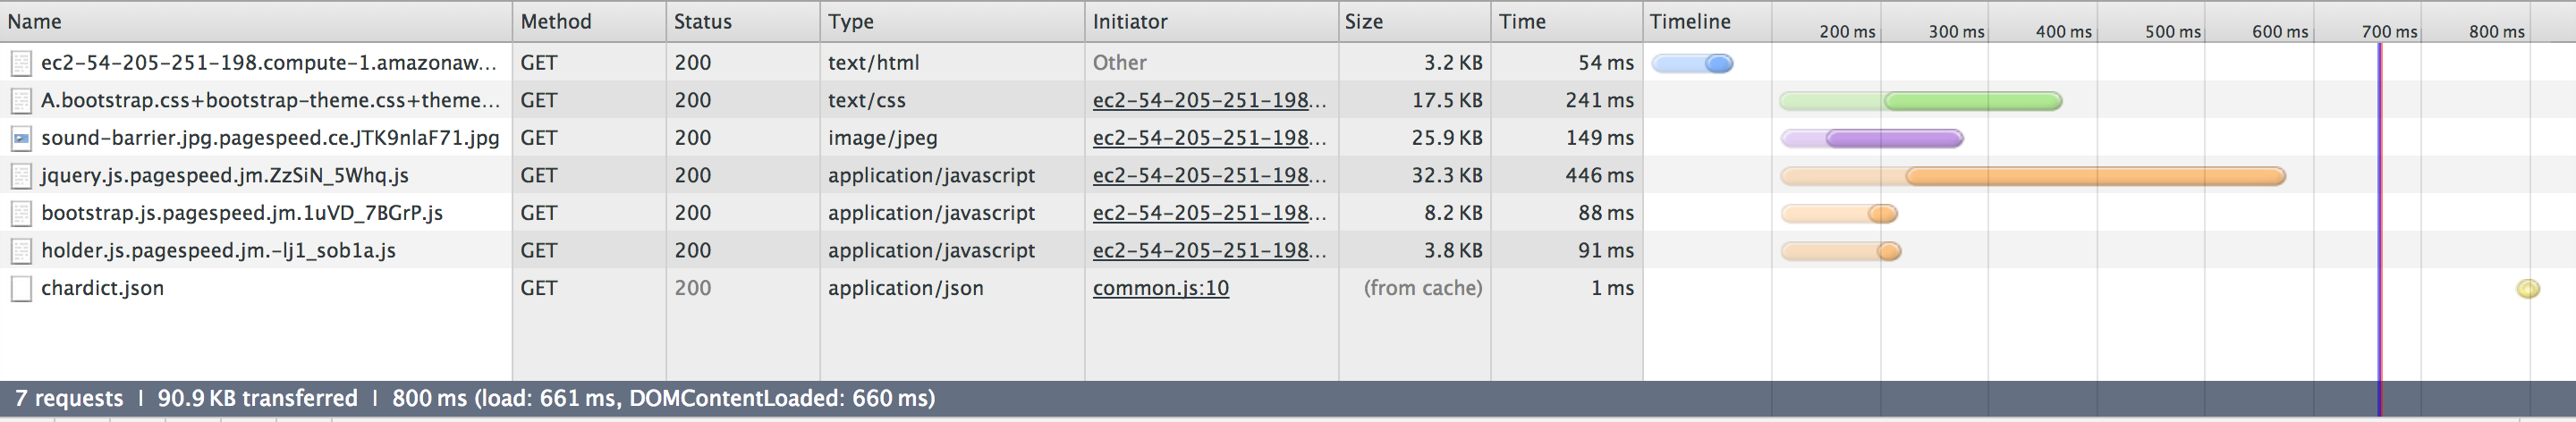 Name Method Status Type Initiator Size Time Timeline 200 ms 300 ms 400 ms 500 ms 600 ms 700 ms 800 ms
ec2-54-205-251-198.compute-1.amazonaw... GET 200 text/html Other 3.2 KB 54 ms
A.bootstrap.css+bootstrap-theme.css+theme... GET 200 text/css ec2-54-205-251-198... 17.5 KB 241 ms
sound-barrier.jpg.pagespeed.ce.JTK9nlaF71.jpg GET 200 image/jpeg ec2-54-205-251-198... 25.9 KB 149 ms
jquery.js.pagespeed.jm.ZzSiN_5Whq.js GET 200 application/javascript ec2-54-205-251-198... 32.3 KB 446 ms
bootstrap.js.pagespeed.jm.1uVD_7BGrP.js GET 200 application/javascript ec2-54-205-251-198... 8.2 KB 88 ms
holder.js.pagespeed.jm.-lj1_sob1a.js GET 200 application/javascript ec2-54-205-251-198... 3.8 KB 91 ms
chardict.json GET 200 application/json common.js:10 (from cache) 1 ms
7 requests | 90.9 KB transferred | 800 ms (load: 661 ms, DOMContentLoaded: 660 ms)